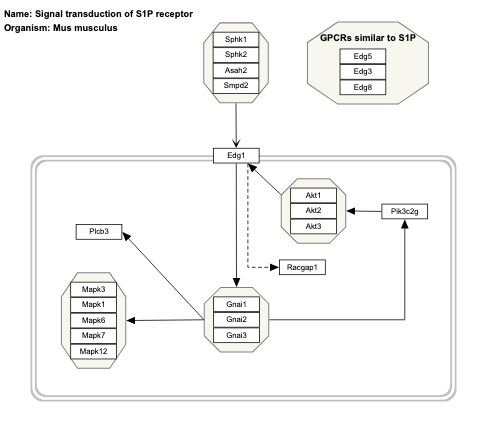 Name: Signal transduction of S1P receptor
Organism: Mus musculus
Sphk1
Sphk2
Asah2
Smpd2
GPCRs similar to S1P
Edg5
Edg3
Edg8
Edg1
Akt1
Akt2
Akt3
Pik3c2g
Plcb3
Racgap1
Mapk3
Mapk1
Mapk6
Mapk7
Mapk12
Gnai1
Gnai2
Gnai3